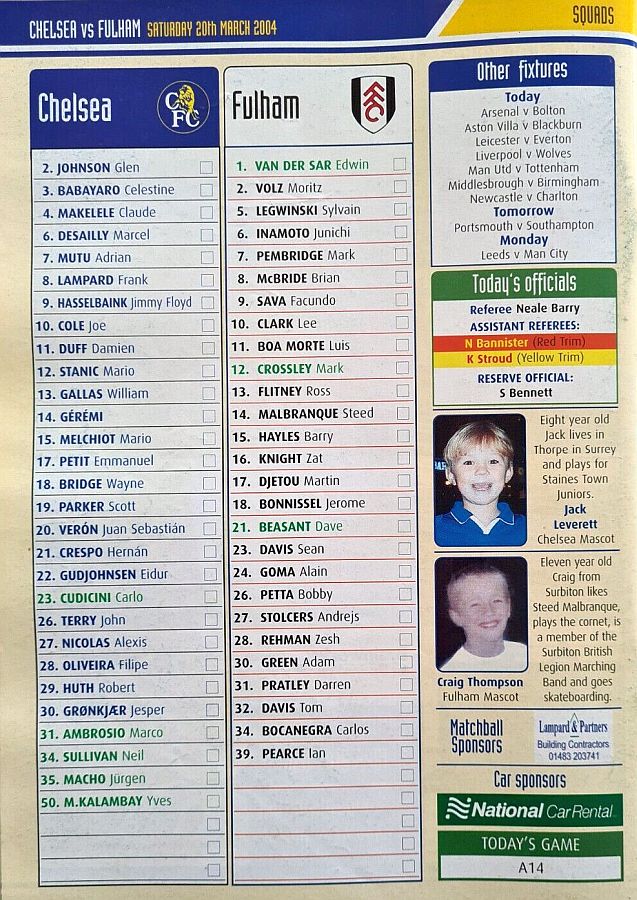 CHELSEA vs FULHAM SATURDAY 20th MARCH 2004
SQUADS
Chelsea
CFC
2. JOHNSON Glen
3. BABAYARO Celestine
4. MAKELELE Claude
6. DESAILLY Marcel
7. MUTU Adrian
8. LAMPARD Frank
9. HASSELBAINK Jimmy Floyd
10. COLE Joe
11. DUFF Damien
12. STANIC Mario
13. GALLAS William
14. GÉRÉMI
15. MELCHIOT Mario
17. PETIT Emmanuel
18. BRIDGE Wayne
19. PARKER Scott
20. VERÓN Juan Sebastián
21. CRESPO Hernán
22. GUDJOHNSEN Eidur
23. CUDICINI Carlo
26. TERRY John
27. NICOLAS Alexis
28. OLIVEIRA Filipe
29. HUTH Robert
30. GRØNKJÆR Jesper
31. AMBROSIO Marco
34. SULLIVAN Neil
35. MACHO Jürgen
50. M.KALAMBAY Yves
Fulham
FFC
1. VAN DER SAR Edwin
2. VOLZ Moritz
5. LEGWINSKI Sylvain
6. INAMOTO Junichi
7. PEMBRIDGE Mark
8. McBRIDE Brian
9. SAVA Facundo
10. CLARK Lee
11. BOA MORTE Luis
12. CROSSLEY Mark
13. FLITNEY Ross
14. MALBRANQUE Steed
15. HAYLES Barry
16. KNIGHT Zat
17. DJETOU Martin
18. BONNISSEL Jerome
21. BEASANT Dave
23. DAVIS Sean
24. GOMA Alain
26. PETTA Bobby
27. STOLCERS Andrejs
28. REHMAN Zesh
30. GREEN Adam
31. PRATLEY Darren
32. DAVIS Tom
34. BOCANEGRA Carlos
39. PEARCE Ian
Other fixtures
Today
Arsenal v Bolton
Aston Villa v Blackburn
Leicester v Everton
Liverpool v Wolves
Man Utd v Tottenham
Middlesbrough v Birmingham
Newcastle v Charlton
Tomorrow
Portsmouth v Southampton
Monday
Leeds v Man City
Today's officials
Referee Neale Barry
ASSISTANT REFEREES:
N Bannister (Red Trim)
K Stroud (Yellow Trim)
RESERVE OFFICIAL:
S Bennett
Eight year old
Jack lives in
Thorpe in Surrey
and plays for
Staines Town
Juniors.
Jack
Leverett
Chelsea Mascot
Eleven year old
Craig from
Surbiton likes
Steed Malbranque,
plays the cornet, is
a member of the
Surbiton British
Legion Marching
Band and goes
skateboarding.
Craig Thompson
Fulham Mascot
Matchball
Sponsors
Lampard & Partners
Building Contractors
01483 203741
Car sponsors
National Car Rental
TODAY'S GAME
A14